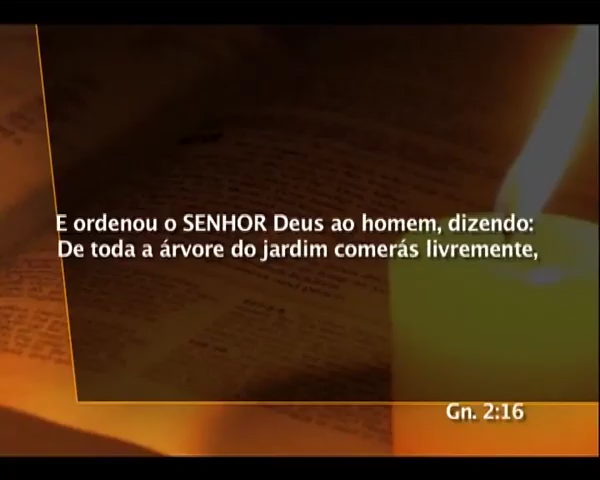 E ordenou o SENHOR Deus ao homem, dizendo:
De toda a árvore do jardim comerás livremente,
Gn. 2:16